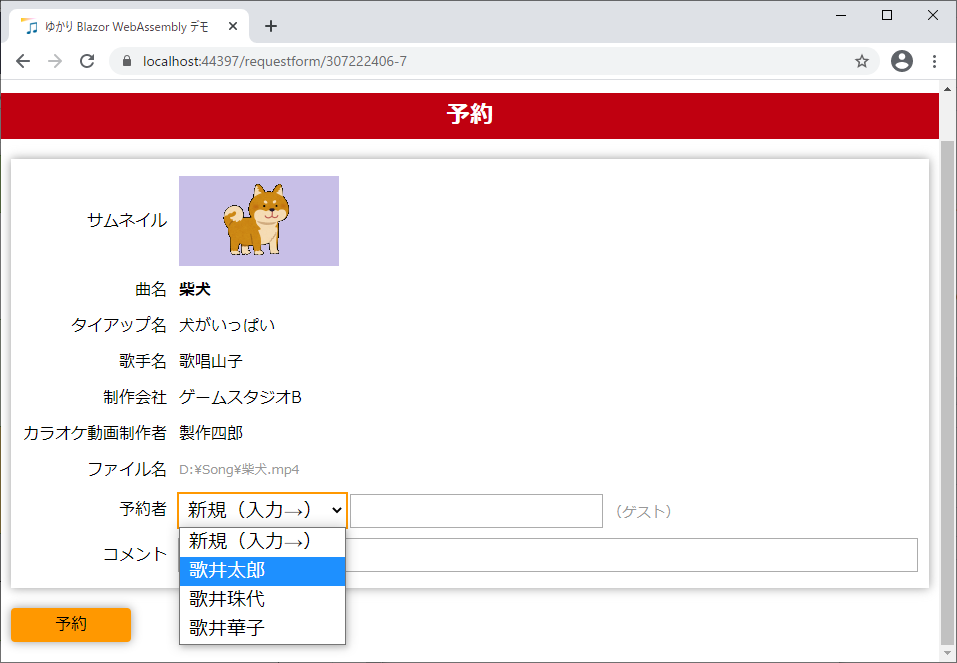 ゆかり Blazor WebAssembly デモ
localhost:44397/requestform/307222406-7
予約
サムネイル
曲名 柴犬
タイアップ名 犬がいっぱい
歌手名 歌唱山子
制作会社 ゲームスタジオB
カラオケ動画制作者 製作四郎
ファイル名 D:¥Song¥柴犬.mp4
予約者 新規（入力→） （ゲスト）
新規（入力→）
コメント
歌井太郎
歌井珠代
歌井華子
予約